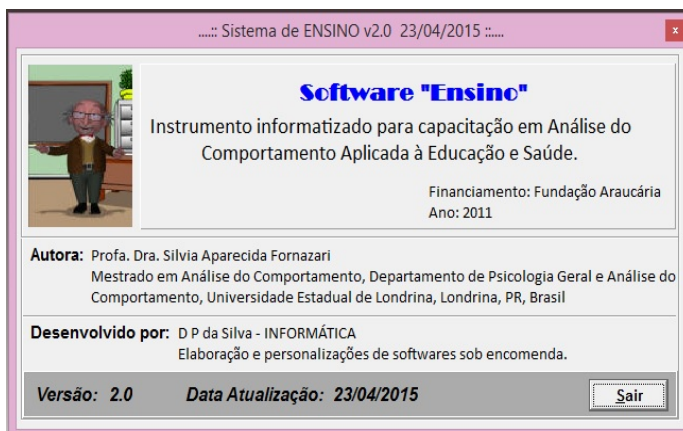 ....:: Sistema de ENSINO v2.0 23/04/2015 ::....
x
Software "Ensino"
Instrumento informatizado para capacitação em Análise do
Comportamento Aplicada à Educação e Saúde.
Financiamento: Fundação Araucária
Ano: 2011
Autora: Profa. Dra. Silvia Aparecida Fornazari
Mestrado em Análise do Comportamento, Departamento de Psicologia Geral e Análise do
Comportamento, Universidade Estadual de Londrina, Londrina, PR, Brasil
Desenvolvido por: D P da Silva - INFORMÁTICA
Elaboração e personalizações de softwares sob encomenda.
Versão: 2.0 Data Atualização: 23/04/2015 Sair